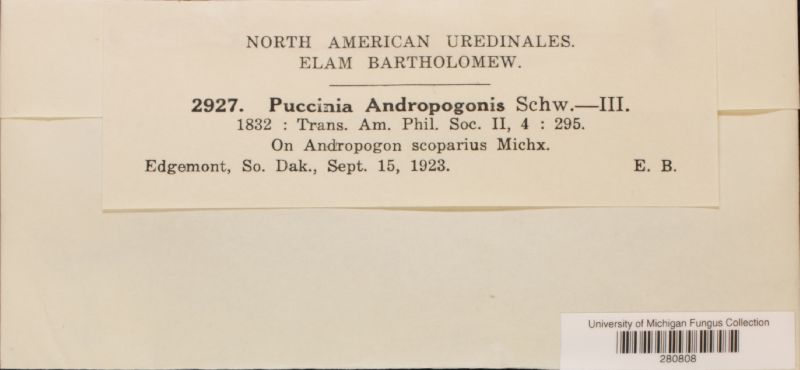 NORTH AMERICAN UREDINALES.
ELAM BARTHOLOMEW.
2927. Puccinia Andropogonis Schw.—III.
1832 : Trans. Am. Phil. Soc. II, 4 : 295.
On Andropogon scoparius Michx.
Edgemont, So. Dak., Sept. 15, 1923. E. B.
University of Michigan Fungus Collection
280808